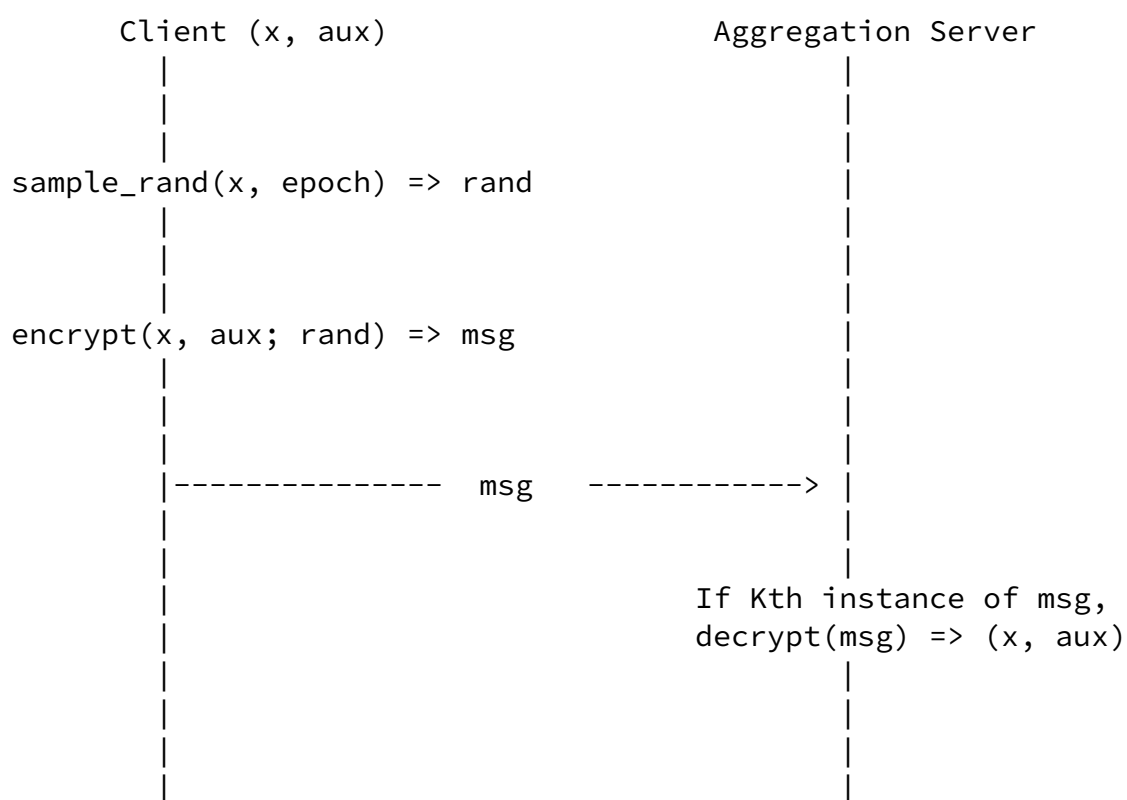 Client (x, aux) Aggregation Server
sample_rand(x, epoch) => rand
encrypt(x, aux; rand) => msg
--------------- msg ------------>
If Kth instance of msg,
decrypt(msg) => (x, aux)